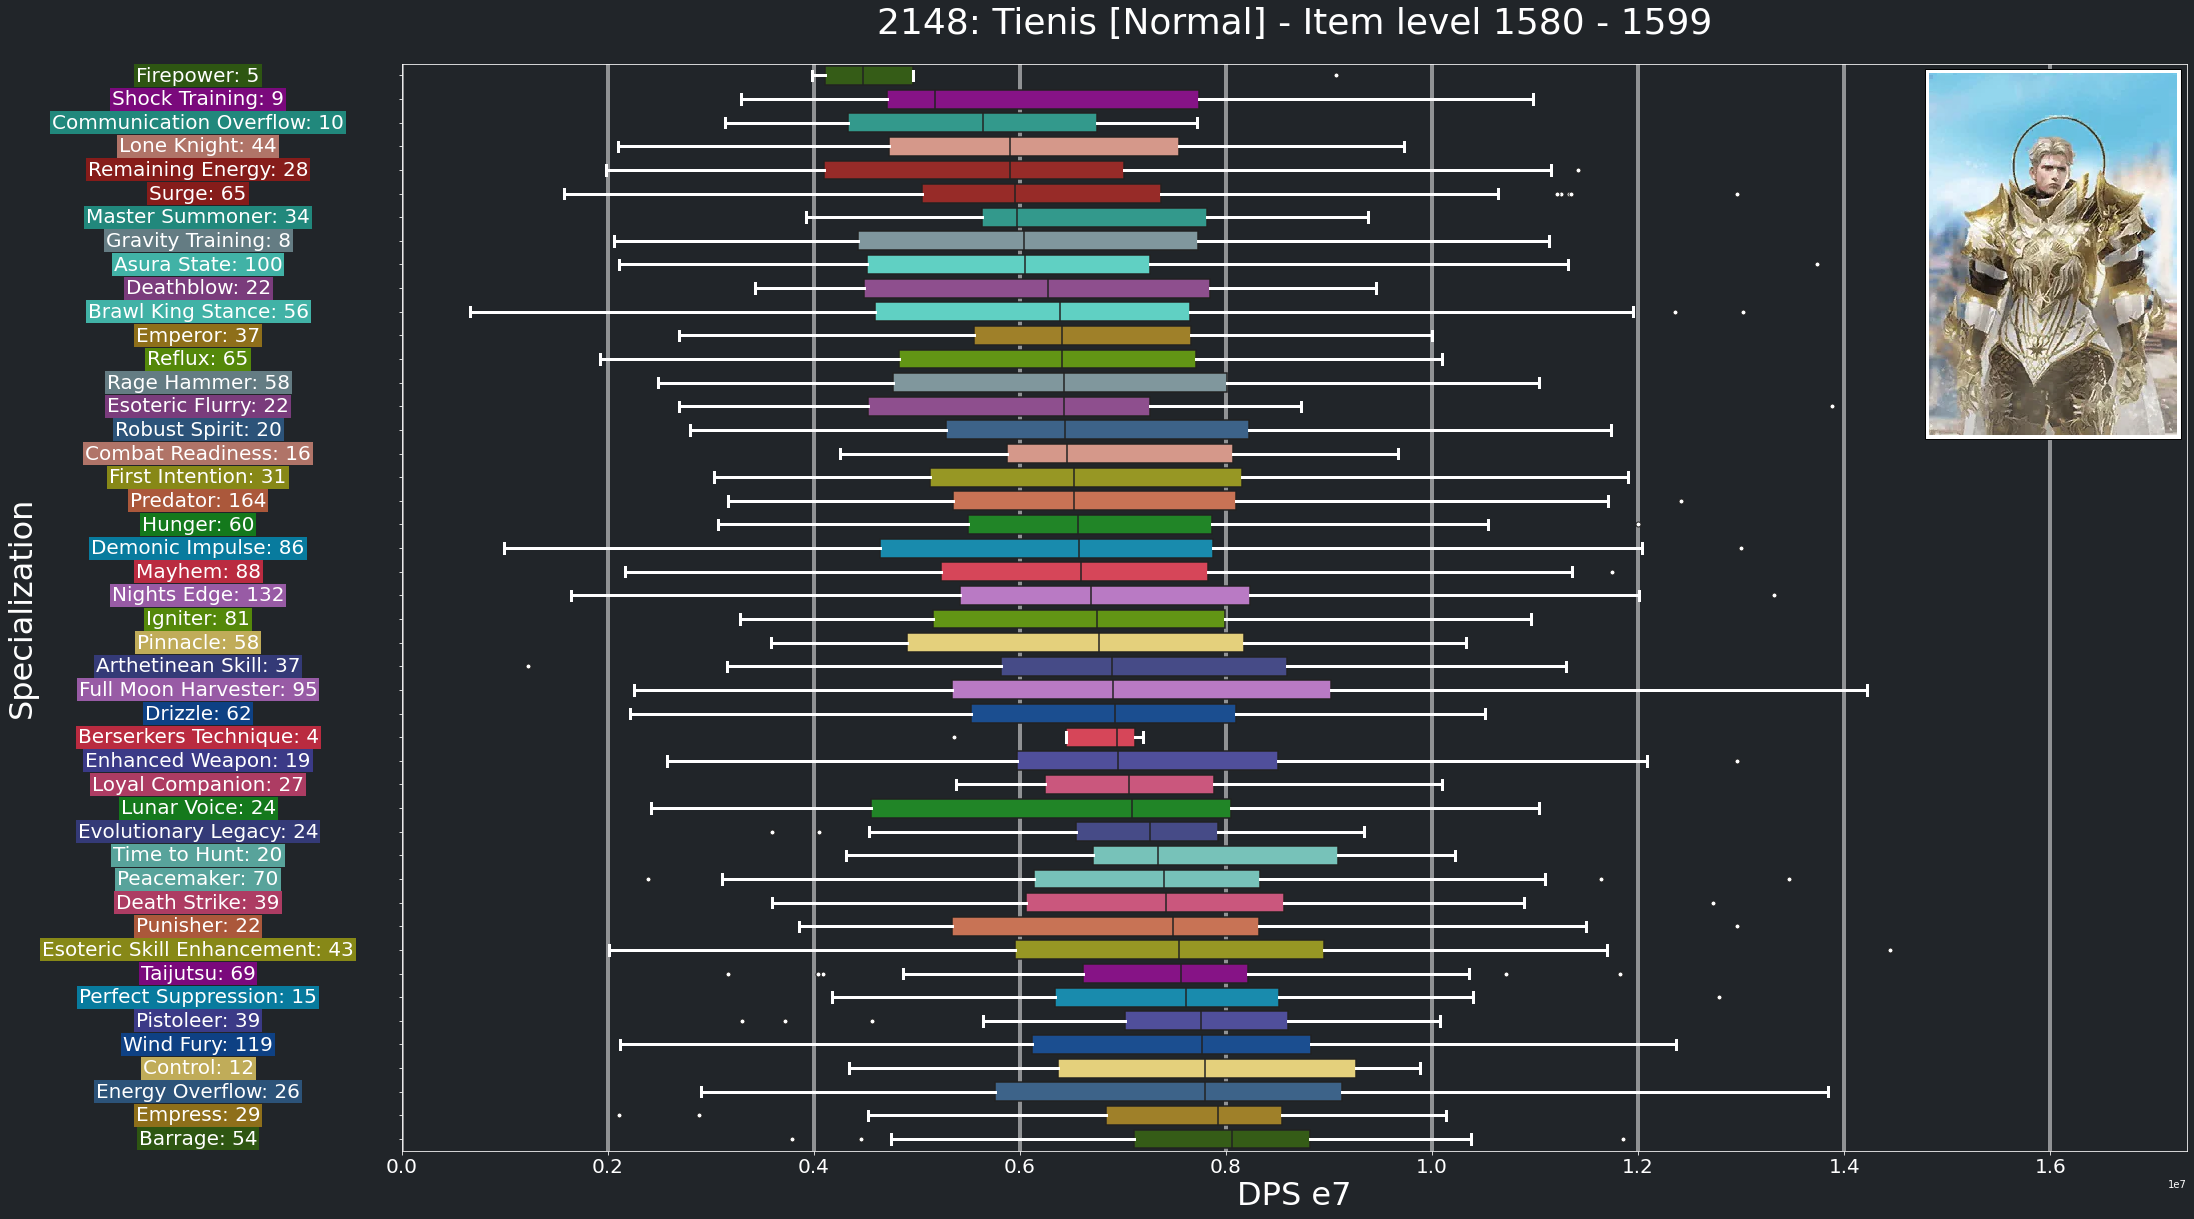 2148: Tienis [Normal] - Item level 1580 - 1599
Specialization
Firepower: 5
Shock Training: 9
Communication Overflow: 10
Lone Knight: 44
Remaining Energy: 28
Surge: 65
Master Summoner: 34
Gravity Training: 8
Asura State: 100
Deathblow: 22
Brawl King Stance: 56
Emperor: 37
Reflux: 65
Rage Hammer: 58
Esoteric Flurry: 22
Robust Spirit: 20
Combat Readiness: 16
First Intention: 31
Predator: 164
Hunger: 60
Demonic Impulse: 86
Mayhem: 88
Nights Edge: 132
Igniter: 81
Pinnacle: 58
Arthetinean Skill: 37
Full Moon Harvester: 95
Drizzle: 62
Berserkers Technique: 4
Enhanced Weapon: 19
Loyal Companion: 27
Lunar Voice: 24
Evolutionary Legacy: 24
Time to Hunt: 20
Peacemaker: 70
Death Strike: 39
Punisher: 22
Esoteric Skill Enhancement: 43
Taijutsu: 69
Perfect Suppression: 15
Pistoleer: 39
Wind Fury: 119
Control: 12
Energy Overflow: 26
Empress: 29
Barrage: 54
0.0 0.2 0.4 0.6 0.8 1.0 1.2 1.4 1.6
1e7
DPS e7